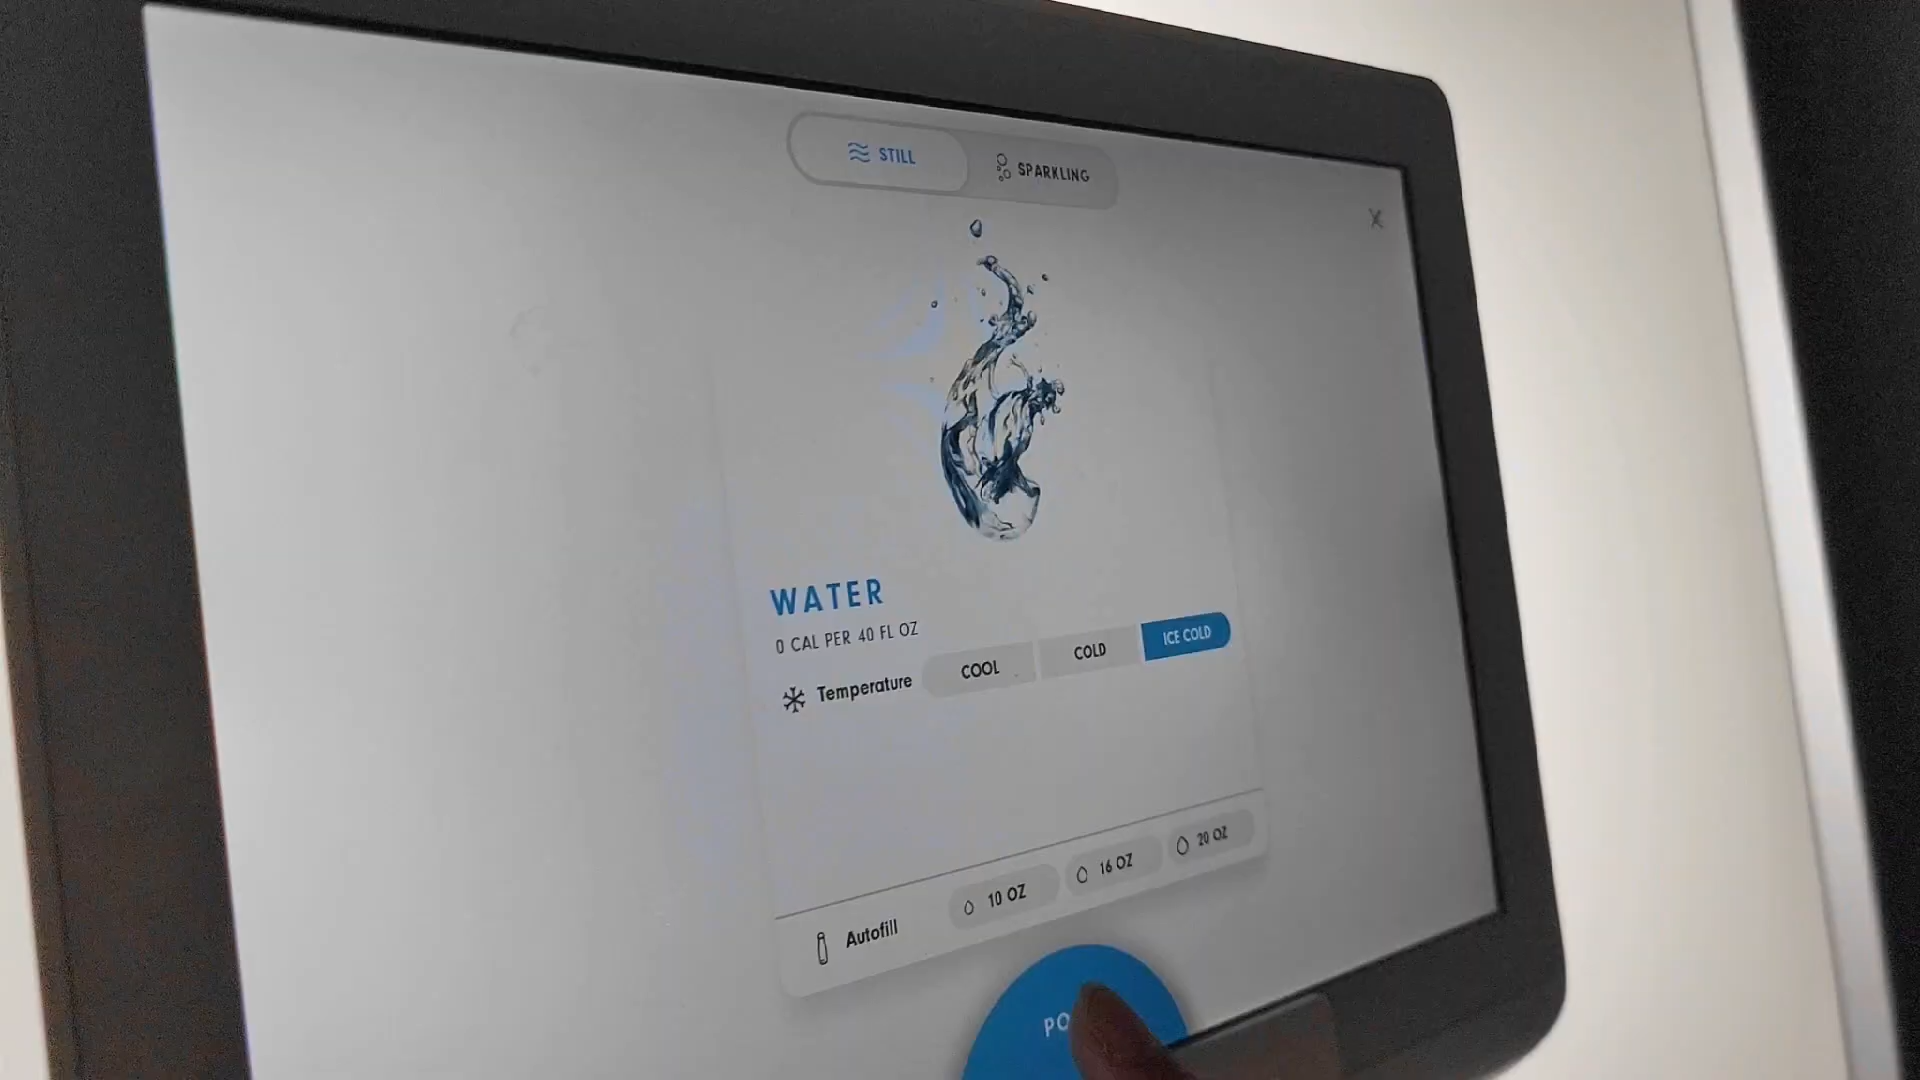 STILL
SPARKLING
WATER
0 CAL PER 40 FL OZ
Temperature
COOL
COLD
ICE COLD
Autofill
10 OZ
16 OZ
20 OZ